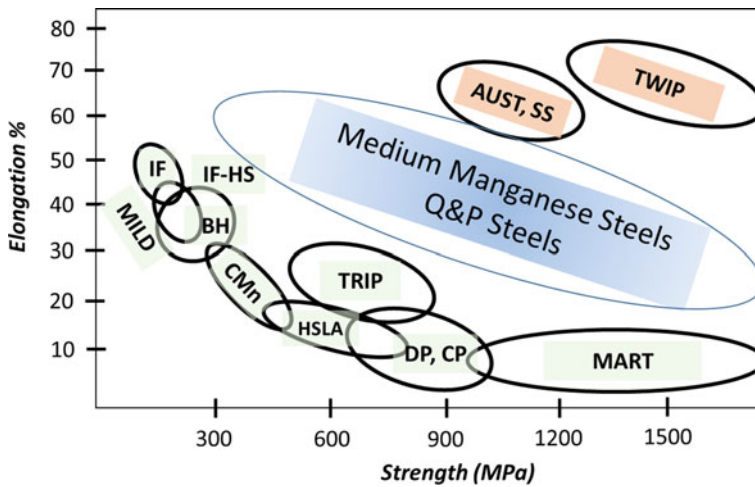 80
70
60
50
40
30
20
10
Elongation %
IF
IF-HS
MILD
BH
CMn
HSLA
TRIP
DP, CP
MART
AUST, SS
TWIP
Medium Manganese Steels
Q&P Steels
300
600
900
1200
1500
Strength (MPa)